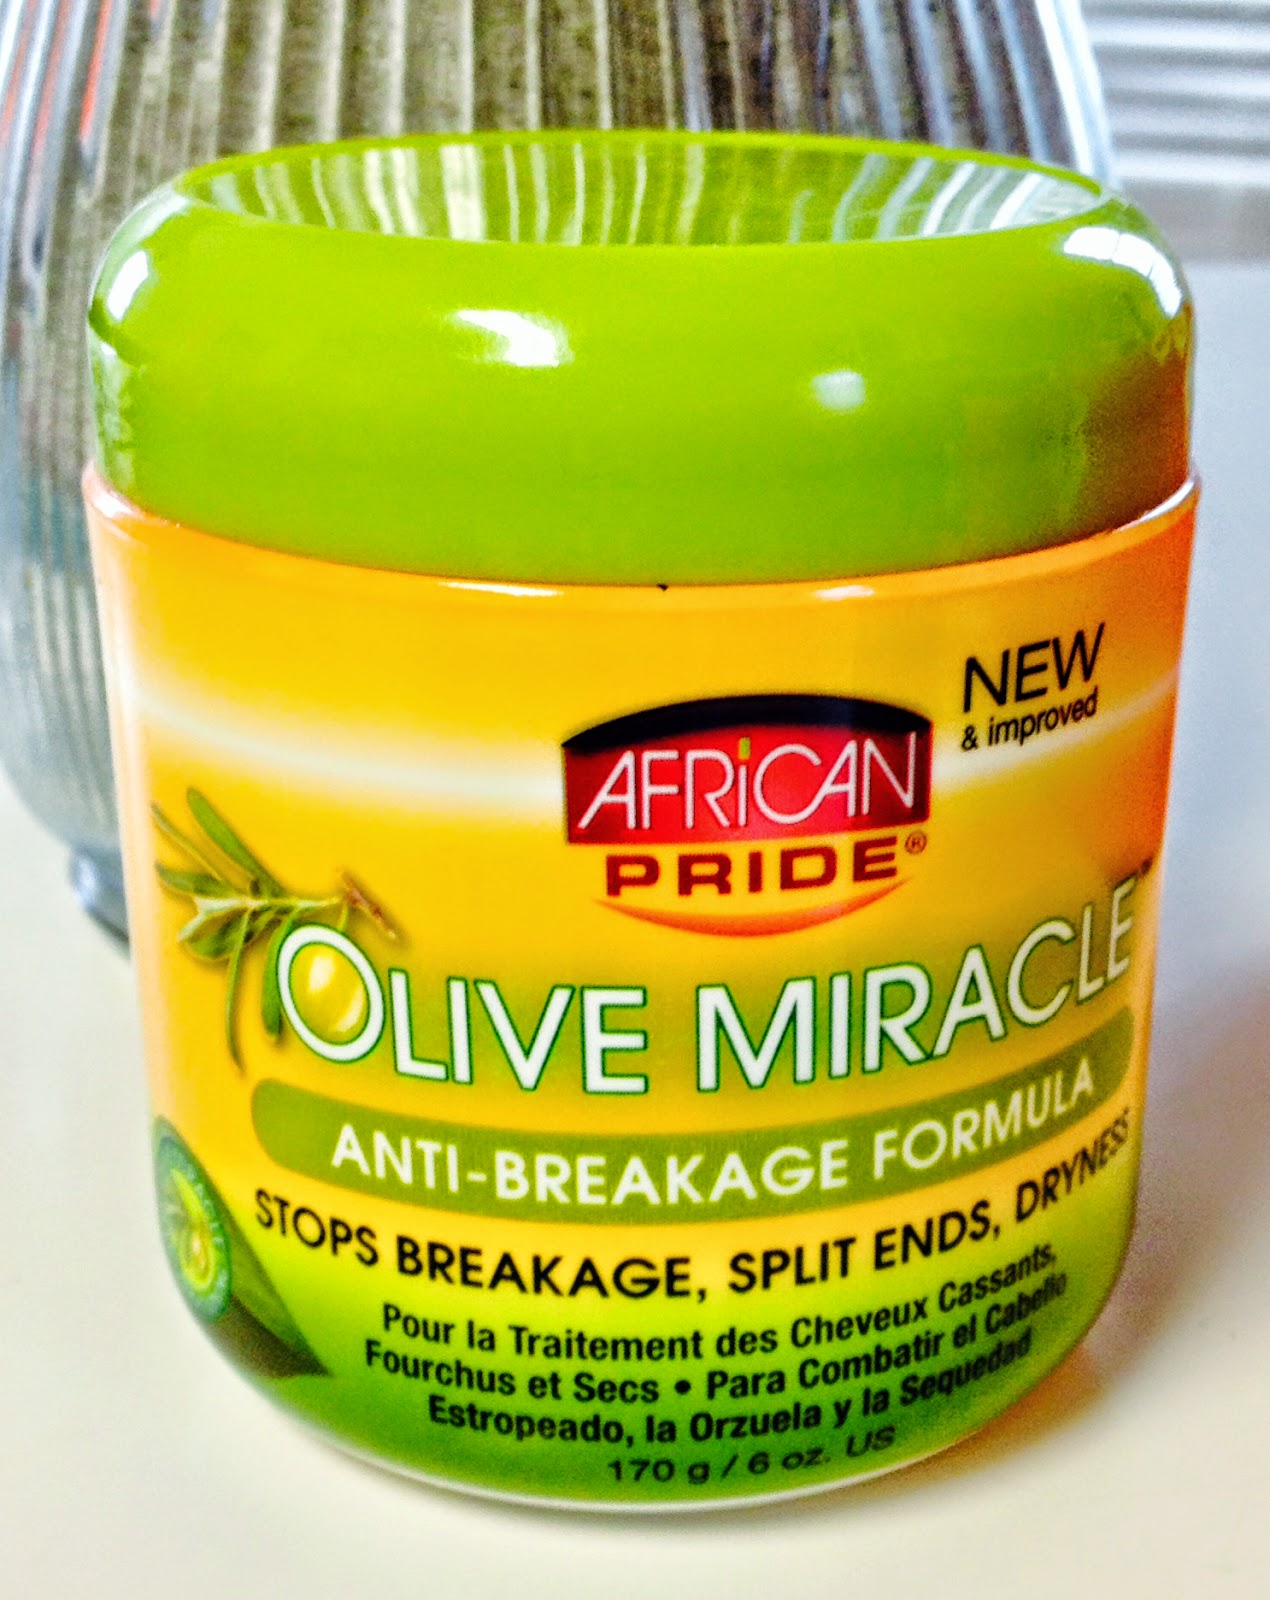 NEW
& improved
AFRiCAN
PRIDE®
OLIVE MIRACLE™
ANTI-BREAKAGE FORMULA
STOPS BREAKAGE, SPLIT ENDS, DRYNESS
Pour la Traitement des Cheveux Cassants,
Fourchus et Secs • Para Combatir el Cabello
Estropeado, la Orzuela y la Sequedad
170 g / 6 oz. US